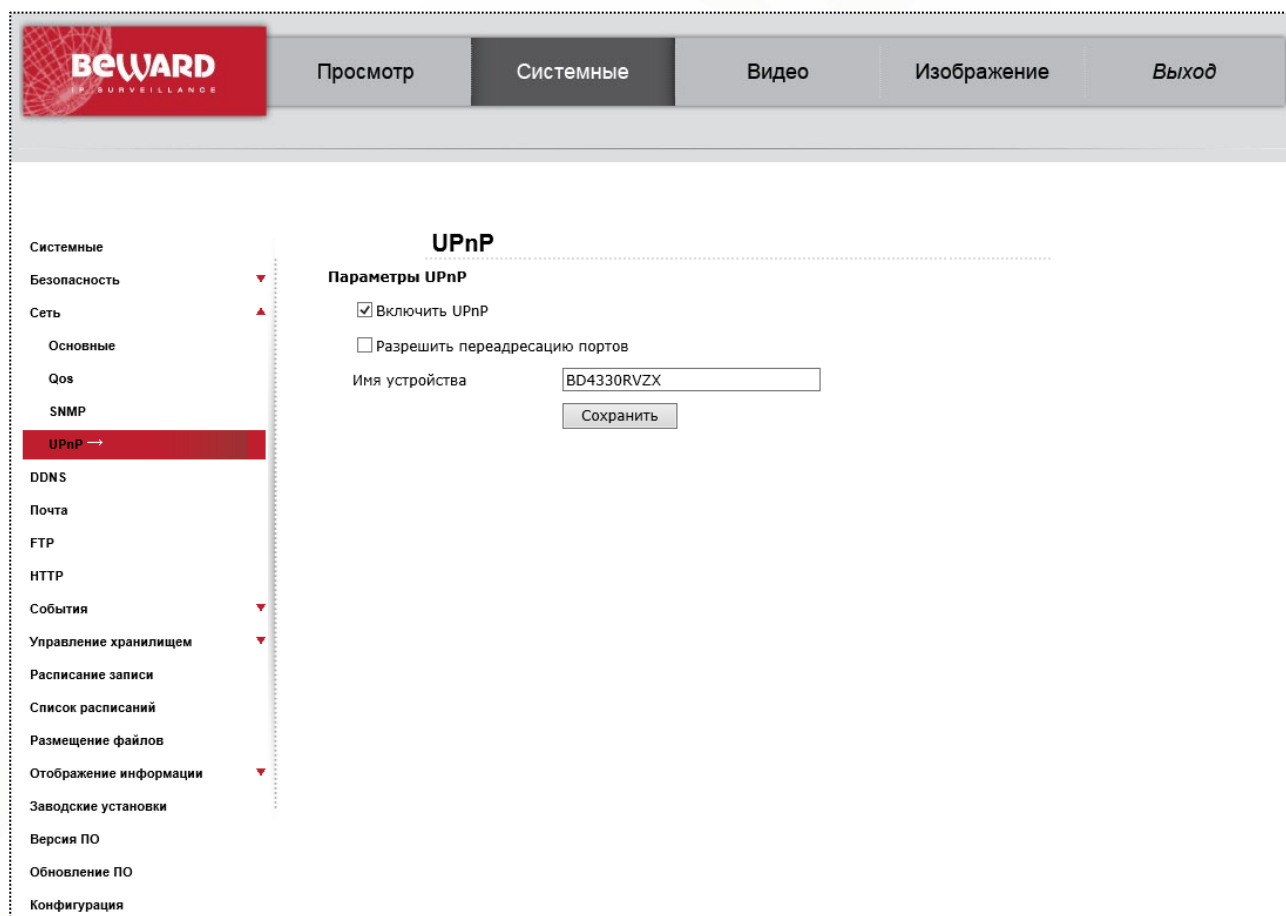 BEWARD
IP SURVEILLANCE
Просмотр
Системные
Видео
Изображение
Выход
Системные
Безопасность
Сеть
Основные
Qos
SNMP
UPnP →
DDNS
Почта
FTP
HTTP
События
Управление хранилищем
Расписание записи
Список расписаний
Размещение файлов
Отображение информации
Заводские установки
Версия ПО
Обновление ПО
Конфигурация
UPnP
Параметры UPnP
Включить UPnP
Разрешить переадресацию портов
Имя устройства BD4330RVZX
Сохранить